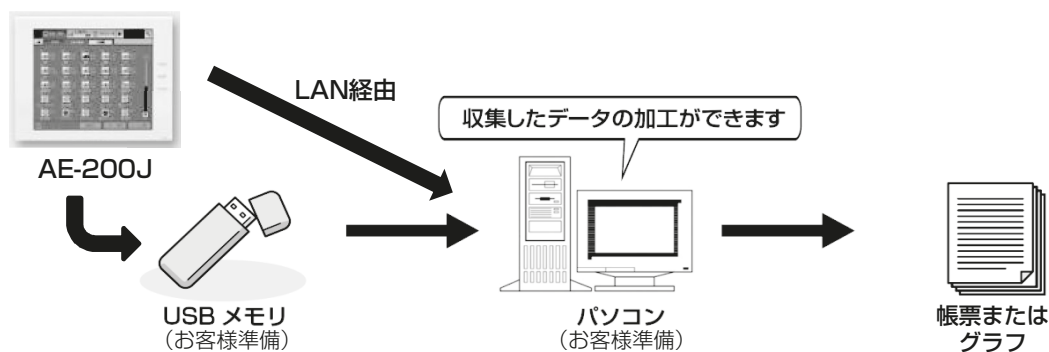 LAN経由
収集したデータの加工ができます
AE-200J
USB メモリ
（お客様準備）
パソコン
（お客様準備）
帳票または
グラフ